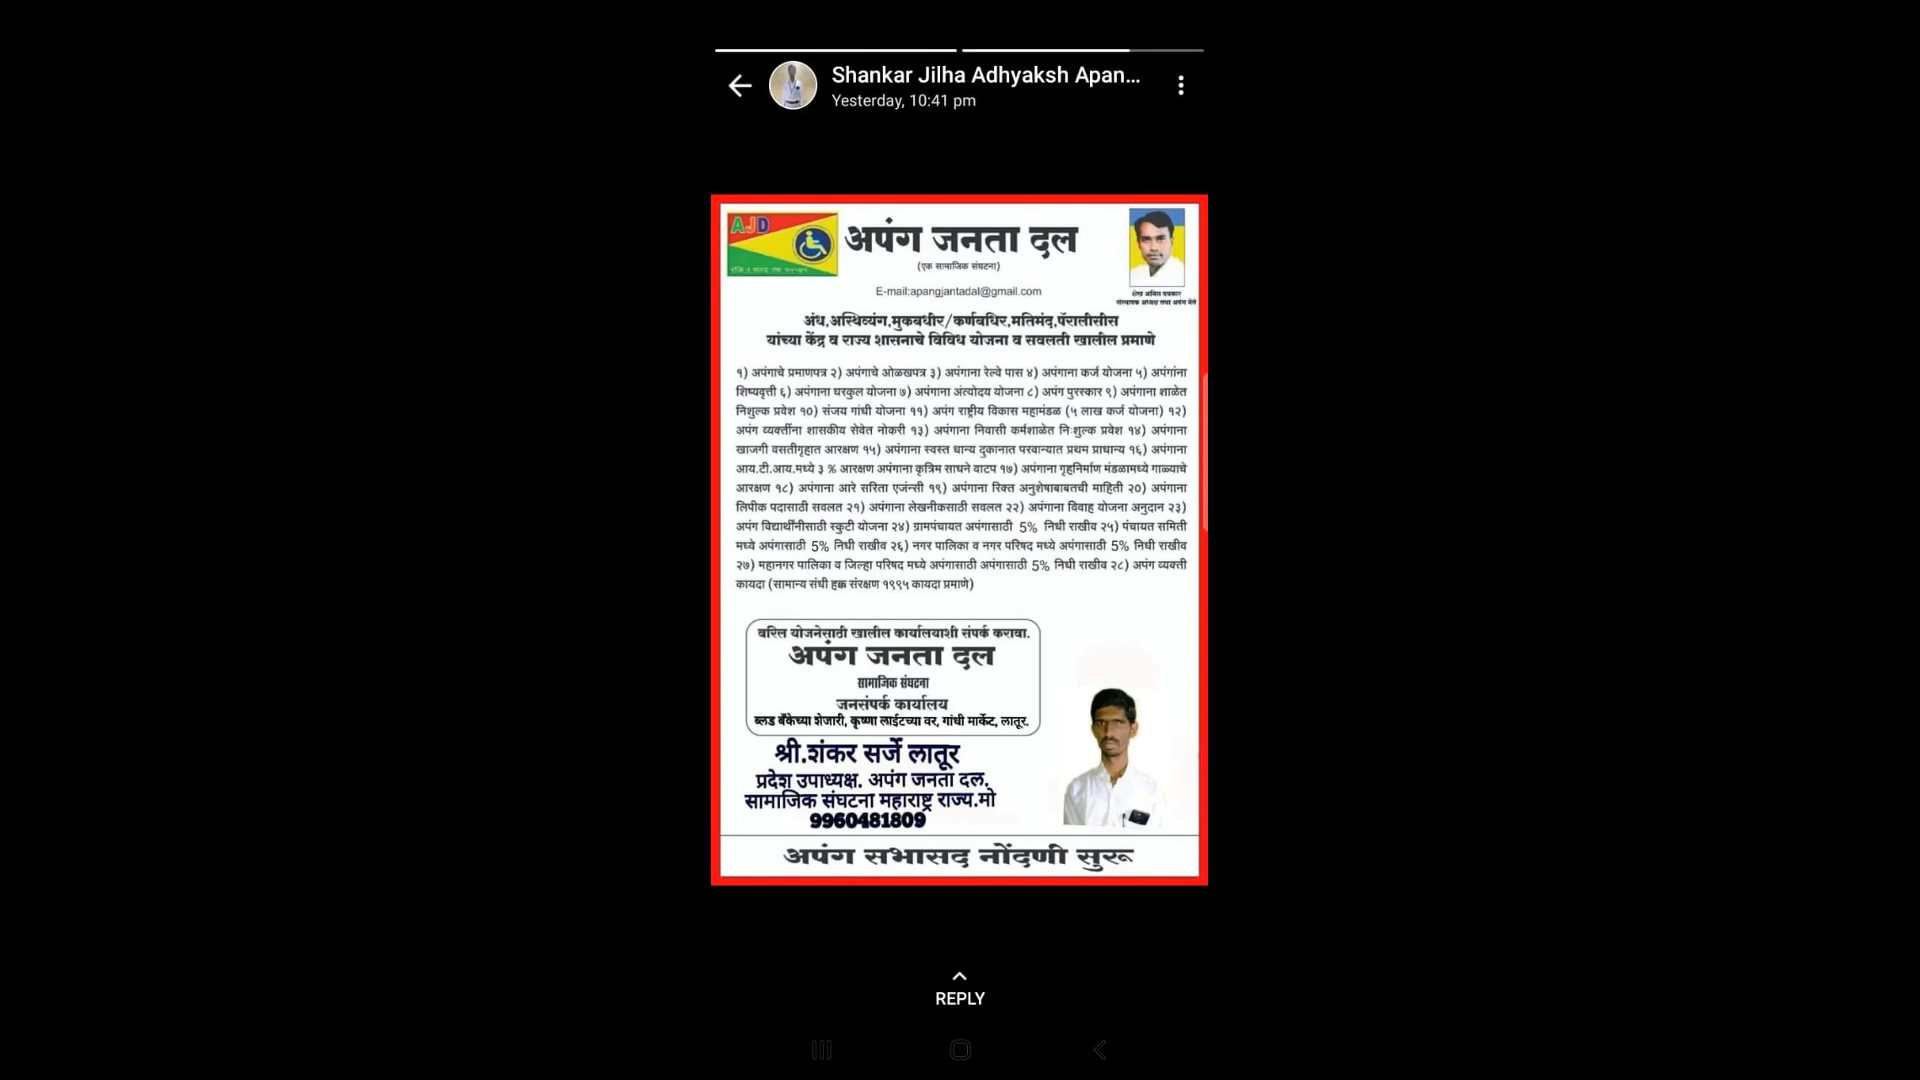 Shankar Jilha Adhyaksh Apan...
Yesterday, 10:41 pm
AJD
अपंग जनता दल
(एक सामाजिक संघटना)
E-mail:apangjantadal@gmail.com
संस्थापक अध्यक्ष तथा अपंग नेते
अंध,अस्थिव्यंग,मुकबधीर/कर्णबधिर,मतिमंद,पॅरालीसीस
यांच्या केंद्र व राज्य शासनाचे विविध योजना व सवलती खालील प्रमाणे
१) अपंगाचे प्रमाणपत्र २) अपंगाचे ओळखपत्र ३) अपंगाना रेल्वे पास ४) अपंगाना कर्ज योजना ५) अपंगांना
शिष्यवृत्ती ६) अपंगाना घरकुल योजना ७) अपंगाना अंत्योदय योजना ८) अपंग पुरस्कार ९) अपंगाना शाळेत
निशुल्क प्रवेश १०) संजय गांधी योजना ११) अपंग राष्ट्रीय विकास महामंडळ (५ लाख कर्ज योजना) १२)
अपंग व्यक्तींना शासकीय सेवेत नोकरी १३) अपंगाना निवासी कर्मशाळेत निःशुल्क प्रवेश १४) अपंगाना
खाजगी वसतीगृहात आरक्षण १५) अपंगाना स्वस्त धान्य दुकानात परवान्यात प्रथम प्राधान्य १६) अपंगाना
आय.टी.आय.मध्ये ३ % आरक्षण अपंगाना कृत्रिम साधने वाटप १७) अपंगाना गृहनिर्माण मंडळामध्ये गाळ्याचे
आरक्षण १८) अपंगाना आरे सरिता एजंन्सी १९) अपंगाना रिक्त अनुशेषाबाबतची माहिती २०) अपंगाना
लिपीक पदासाठी सवलत २१) अपंगाना लेखनीकसाठी सवलत २२) अपंगाना विवाह योजना अनुदान २३)
अपंग विद्यार्थीनीसाठी स्कुटी योजना २४) ग्रामपंचायत अपंगासाठी 5% निधी राखीव २५) पंचायत समिती
मध्ये अपंगासाठी 5% निधी राखीव २६) नगर पालिका व नगर परिषद मध्ये अपंगासाठी 5% निधी राखीव
२७) महानगर पालिका व जिल्हा परिषद मध्ये अपंगासाठी अपंगासाठी 5% निधी राखीव २८) अपंग व्यक्ती
कायदा (सामान्य संधी हक्क संरक्षण १९९५ कायदा प्रमाणे)
वरिल योजनेसाठी खालील कार्यालयाशी संपर्क करावा.
अपंग जनता दल
सामाजिक संघटना
जनसंपर्क कार्यालय
ब्लड बँकेच्या शेजारी, कृष्णा लाईटच्या वर, गांधी मार्केट, लातूर.
श्री.शंकर सर्जे लातूर
प्रदेश उपाध्यक्ष. अपंग जनता दल.
सामाजिक संघटना महाराष्ट्र राज्य.मो
9960481809
अपंग सभासद नोंदणी सुरू
REPLY